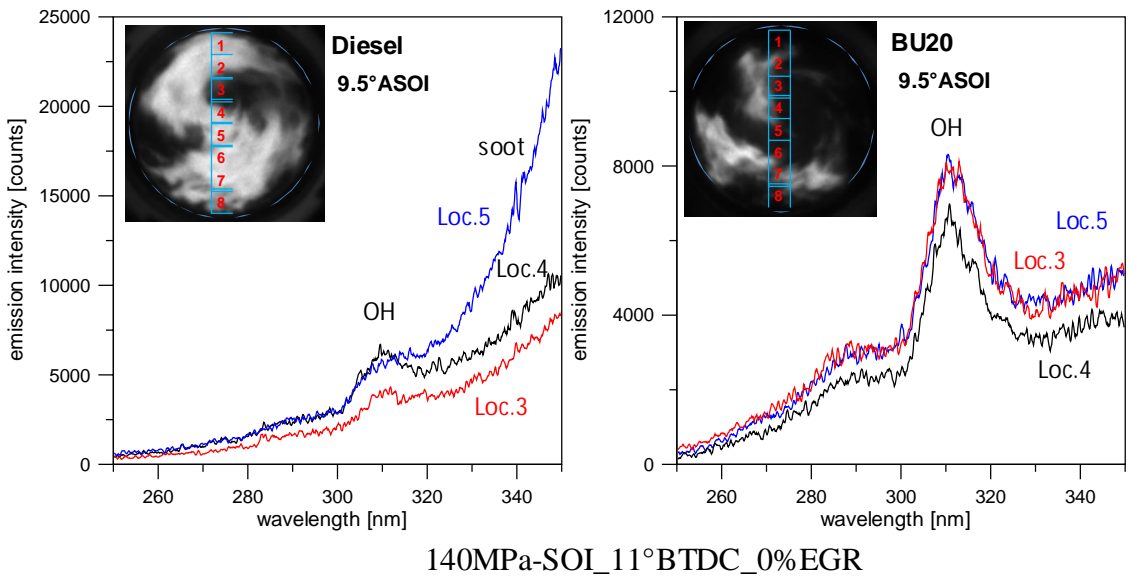 25000
20000
15000
10000
5000
0
emission intensity [counts]
260
280
300
320
340
wavelength [nm]
Diesel
9.5°ASOI
1
2
3
4
5
6
7
8
soot
Loc.5
Loc.4
OH
Loc.3
12000
8000
4000
0
emission intensity [counts]
260
280
300
320
340
wavelength [nm]
BU20
9.5°ASOI
1
2
3
4
5
6
7
8
OH
Loc.5
Loc.3
Loc.4
140MPa-SOI_11°BTDC_0%EGR